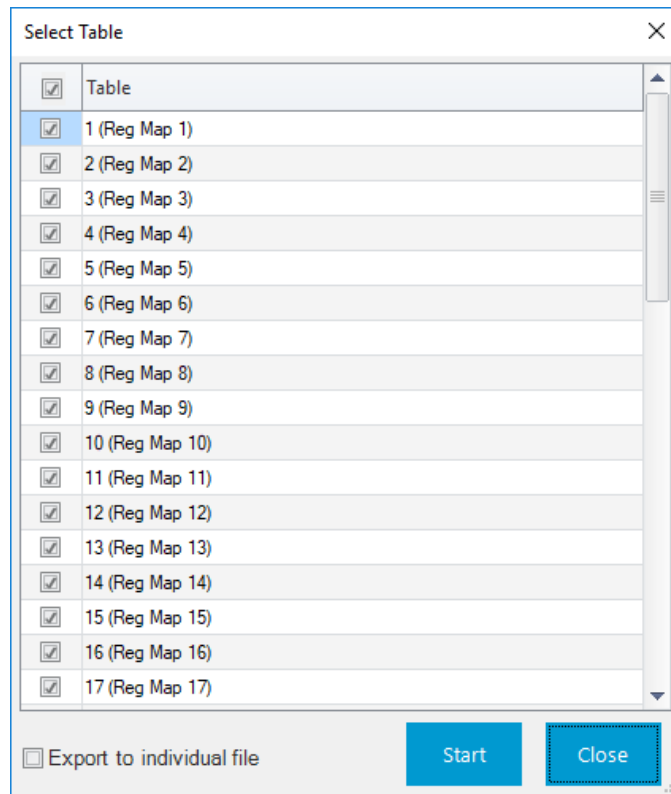 Select Table
Table
1 (Reg Map 1)
2 (Reg Map 2)
3 (Reg Map 3)
4 (Reg Map 4)
5 (Reg Map 5)
6 (Reg Map 6)
7 (Reg Map 7)
8 (Reg Map 8)
9 (Reg Map 9)
10 (Reg Map 10)
11 (Reg Map 11)
12 (Reg Map 12)
13 (Reg Map 13)
14 (Reg Map 14)
15 (Reg Map 15)
16 (Reg Map 16)
17 (Reg Map 17)
Export to individual file Start Close